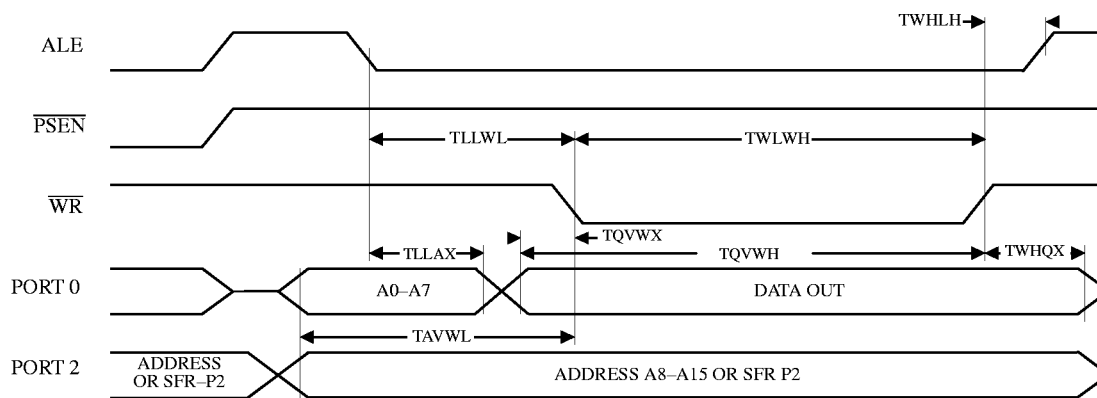 TWHLH
ALE
PSEN
TLLWL
TWLWH
WR
TQVWX
TLLAX
TQVWH
TWHQX
PORT 0
A0–A7
DATA OUT
TAVWL
PORT 2
ADDRESS
OR SFR–P2
ADDRESS A8–A15 OR SFR P2